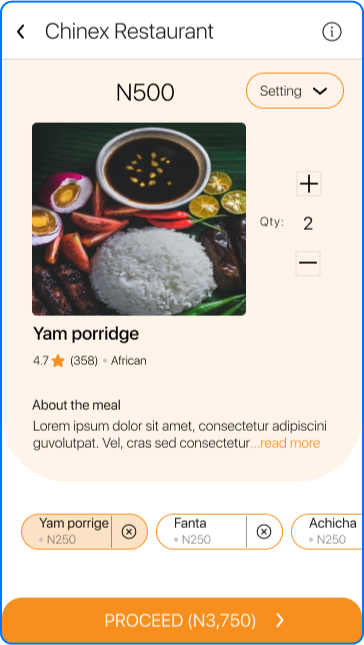 Chinex Restaurant
N500
Setting
Qty: 2
Yam porridge
4.7 (358) • African
About the meal
Lorem ipsum dolor sit amet, consectetur adipiscini
guvolutpat. Vel, cras sed consectetur...read more
Yam porrige
• N250
Fanta
• N250
Achicha
• N250
PROCEED (N3,750)